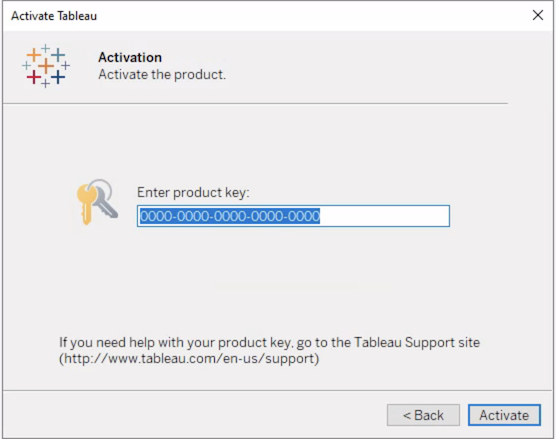 Activate Tableau
Activation
Activate the product.
Enter product key:
0000-0000-0000-0000-0000
If you need help with your product key, go to the Tableau Support site
(http://www.tableau.com/en-us/support)
< Back Activate